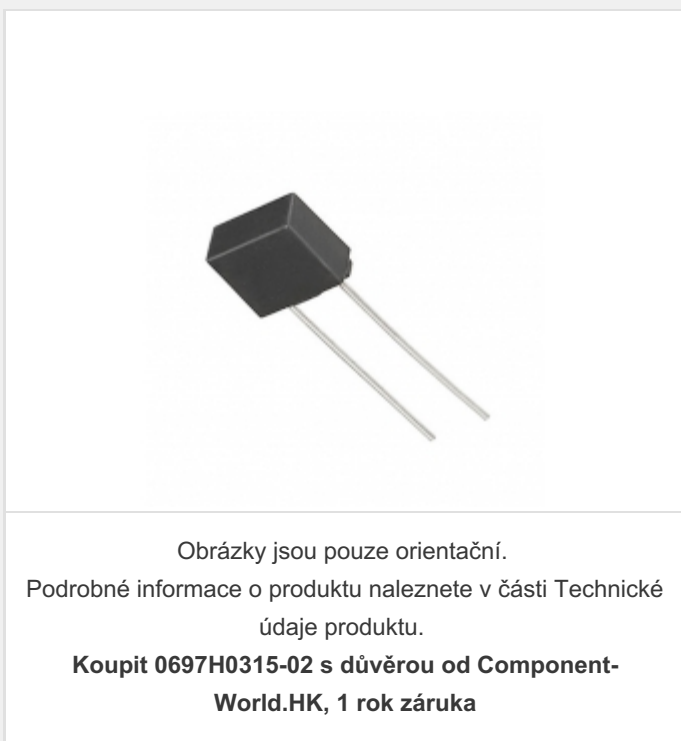 Obrázky jsou pouze orientační.
Podrobné informace o produktu naleznete v části Technické
údaje produktu.
Koupit 0697H0315-02 s důvěrou od Component-
World.HK, 1 rok záruka